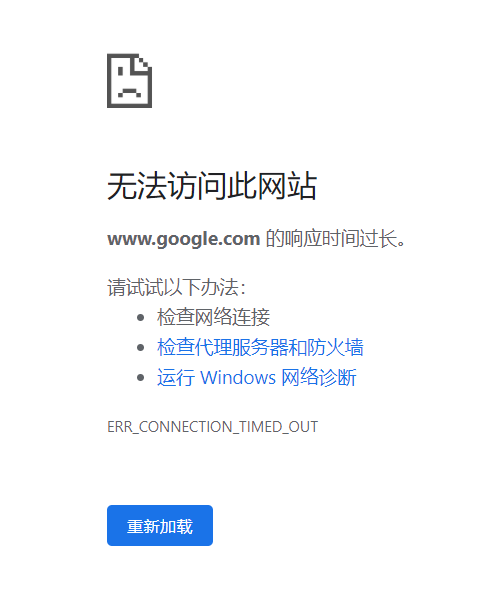 无法访问此网站
www.google.com 的响应时间过长。
请试试以下办法：
检查网络连接
检查代理服务器和防火墙
运行 Windows 网络诊断
ERR_CONNECTION_TIMED_OUT
重新加载